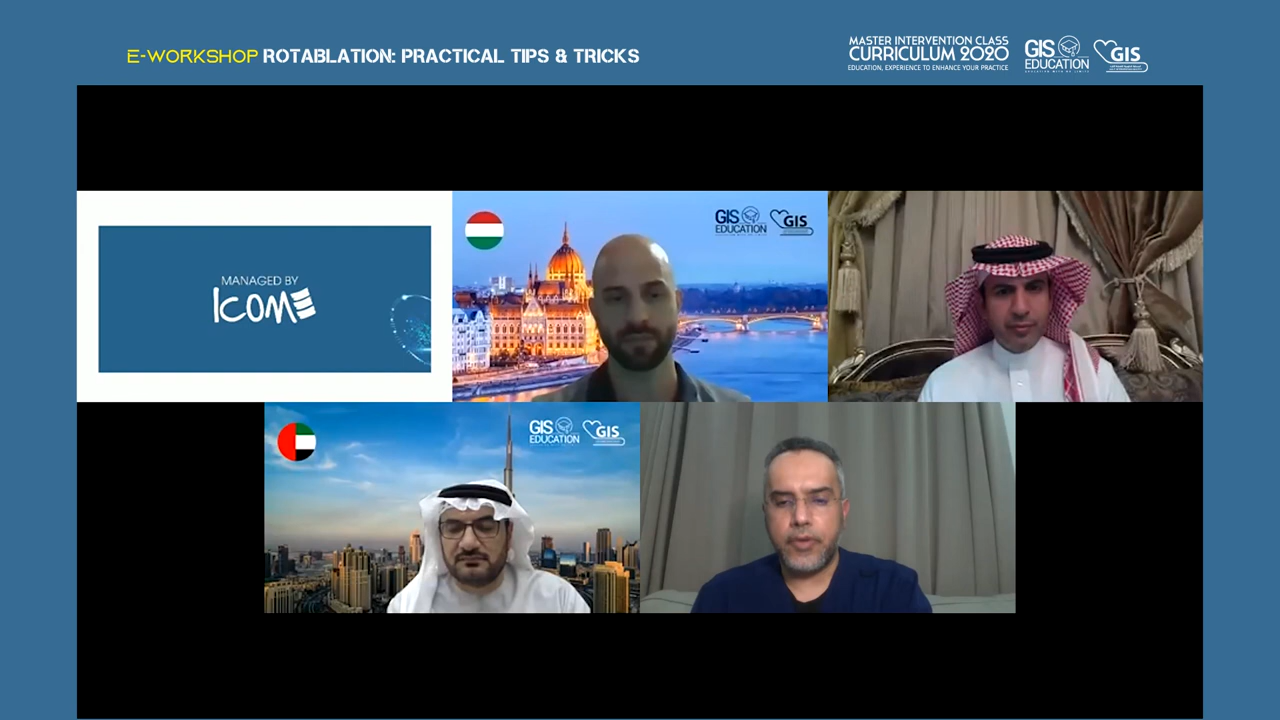 E-WORKSHOP ROTABLATION: PRACTICAL TIPS & TRICKS
MASTER INTERVENTION CLASS
CURRICULUM 2020
EDUCATION, EXPERIENCE TO ENHANCE YOUR PRACTICE
GIS
EDUCATION
GIS
MANAGED BY
ICOME
GIS
EDUCATION
GIS
GIS
EDUCATION
GIS